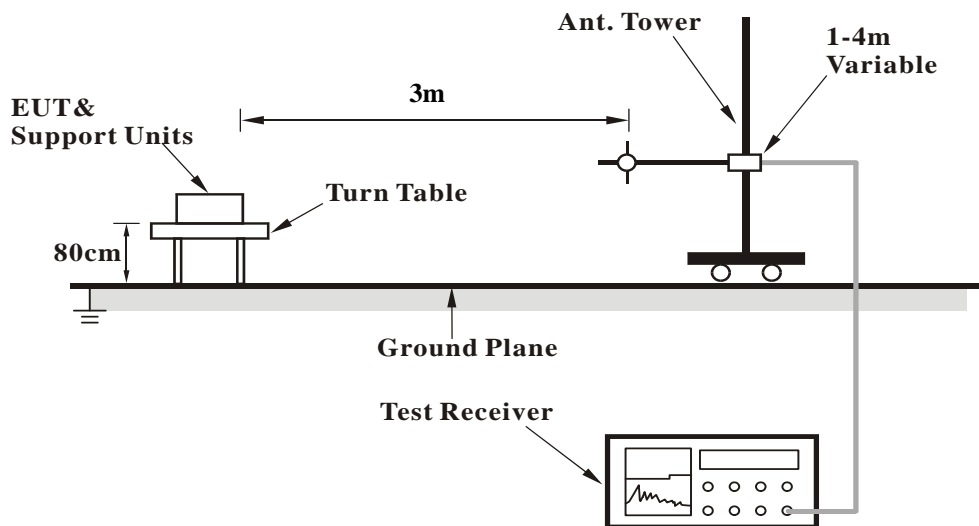 Ant. Tower
1-4m
Variable
3m
EUT&
Support Units
Turn Table
80cm
Ground Plane
Test Receiver